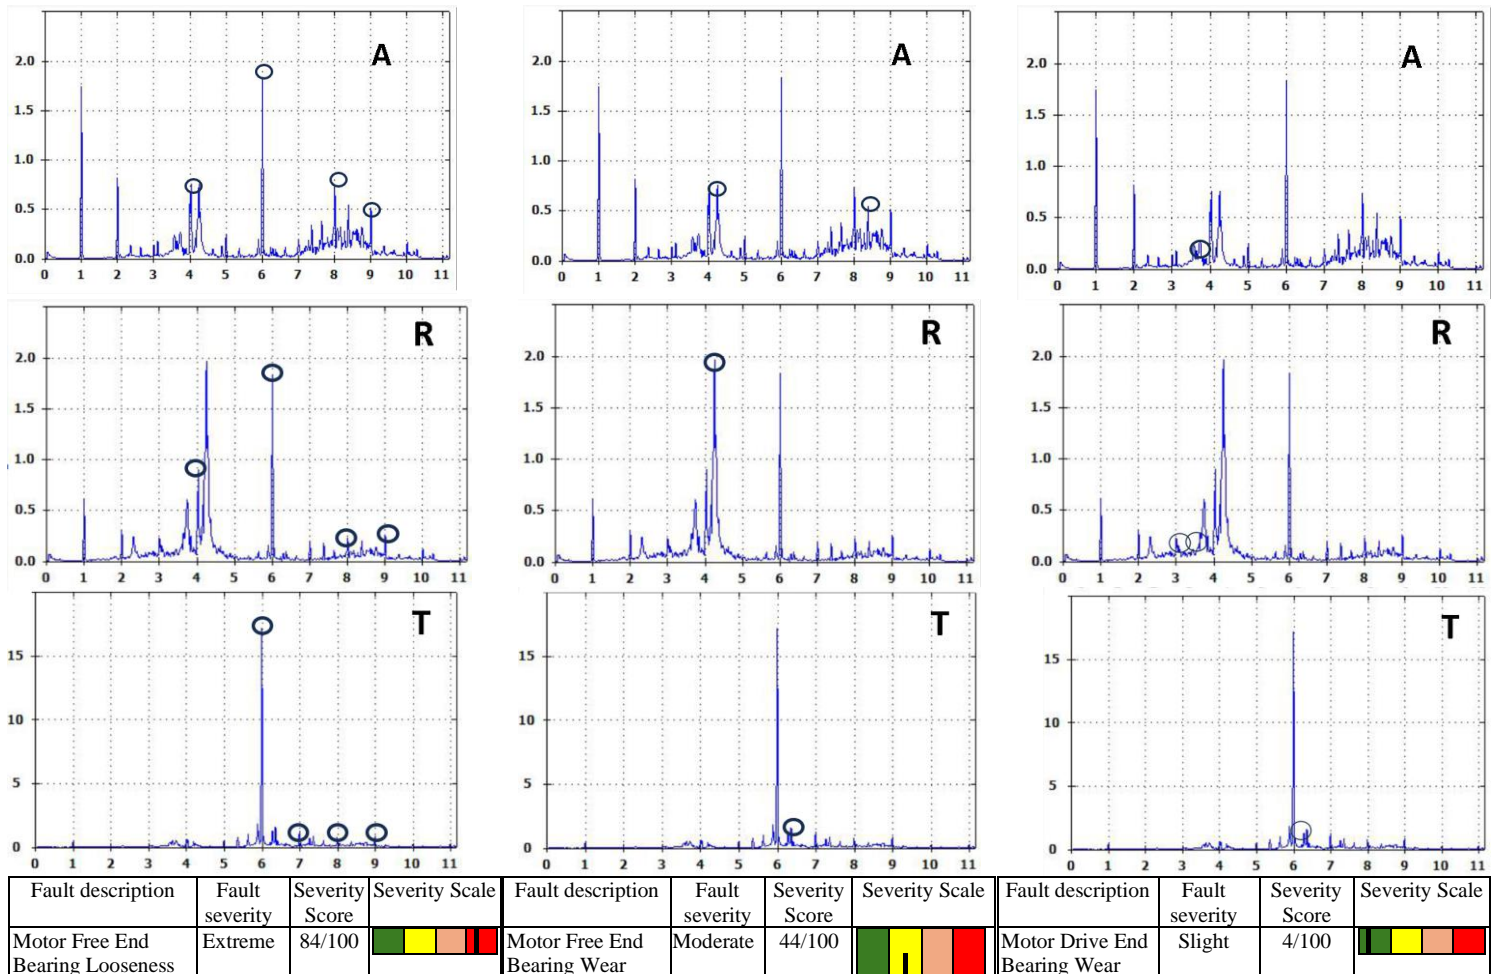 A
2.0
1.5
1.0
0.5
0.0
0 1 2 3 4 5 6 7 8 9 10 11
A
2.0
1.5
1.0
0.5
0.0
0 1 2 3 4 5 6 7 8 9 10 11
A
2.0
1.5
1.0
0.5
0.0
0 1 2 3 4 5 6 7 8 9 10 11
R
2.0
1.5
1.0
0.5
0.0
0 1 2 3 4 5 6 7 8 9 10 11
R
2.0
1.5
1.0
0.5
0.0
0 1 2 3 4 5 6 7 8 9 10 11
R
2.0
1.5
1.0
0.5
0.0
0 1 2 3 4 5 6 7 8 9 10 11
T
15
10
5
0
0 1 2 3 4 5 6 7 8 9 10 11
T
15
10
5
0
0 1 2 3 4 5 6 7 8 9 10 11
T
15
10
5
0
0 1 2 3 4 5 6 7 8 9 10 11
Fault description
Fault
severity
Severity
Score
Severity Scale
Motor Free End
Bearing Looseness
Extreme
84/100
Fault description
Fault
severity
Severity
Score
Severity Scale
Motor Free End
Bearing Wear
Moderate
44/100
Fault description
Fault
severity
Severity
Score
Severity Scale
Motor Drive End
Bearing Wear
Slight
4/100